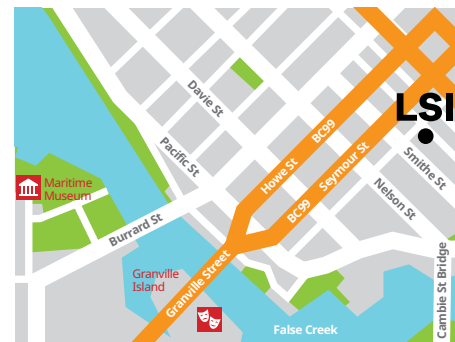 Davie St
BC99
LSI
Pacific St
Smithe St
Seymour St
Howe St
Maritime
Museum
Nelson St
BC99
Burrard St
Granville Street
Granville
Island
Cambie St Bridge
False Creek